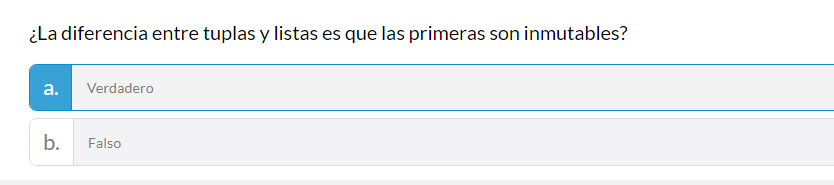 ¿La diferencia entre tuplas y listas es que las primeras son inmutables?
a. Verdadero
b. Falso